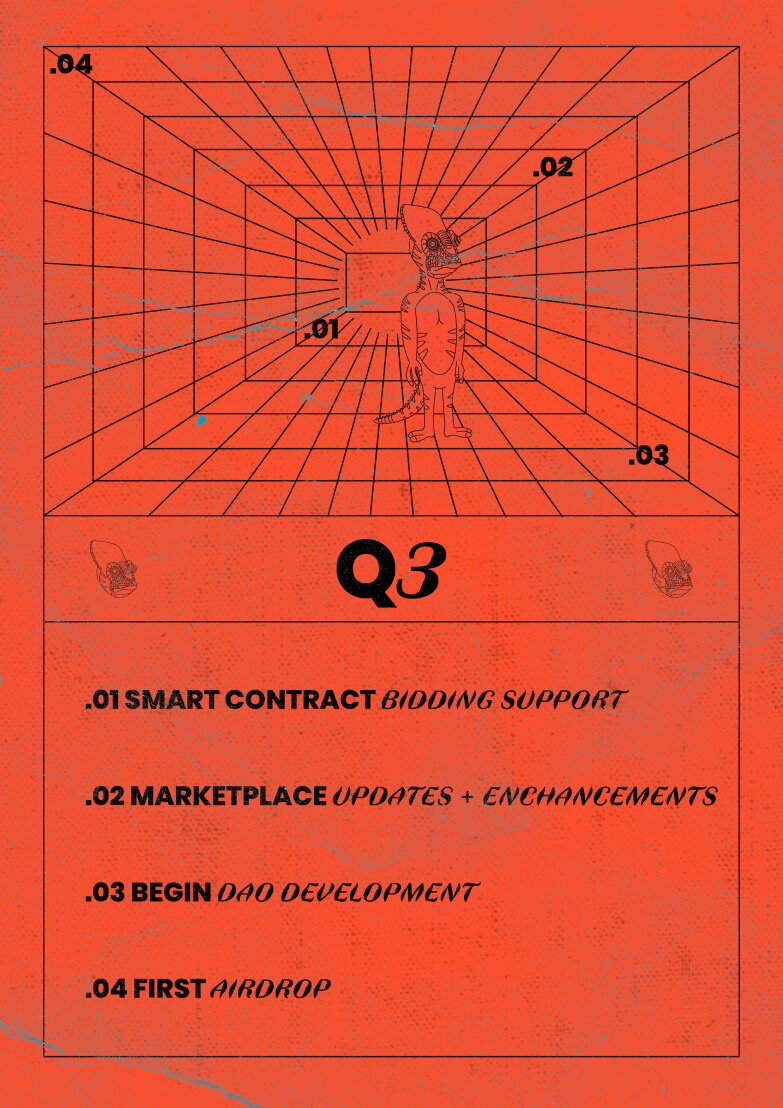 .04
.02
.01
.03
Q3
.01 SMART CONTRACT BIDDING SUPPORT
.02 MARKETPLACE UPDATES + ENCHANCEMENTS
.03 BEGIN DAO DEVELOPMENT
.04 FIRST AIRDROP